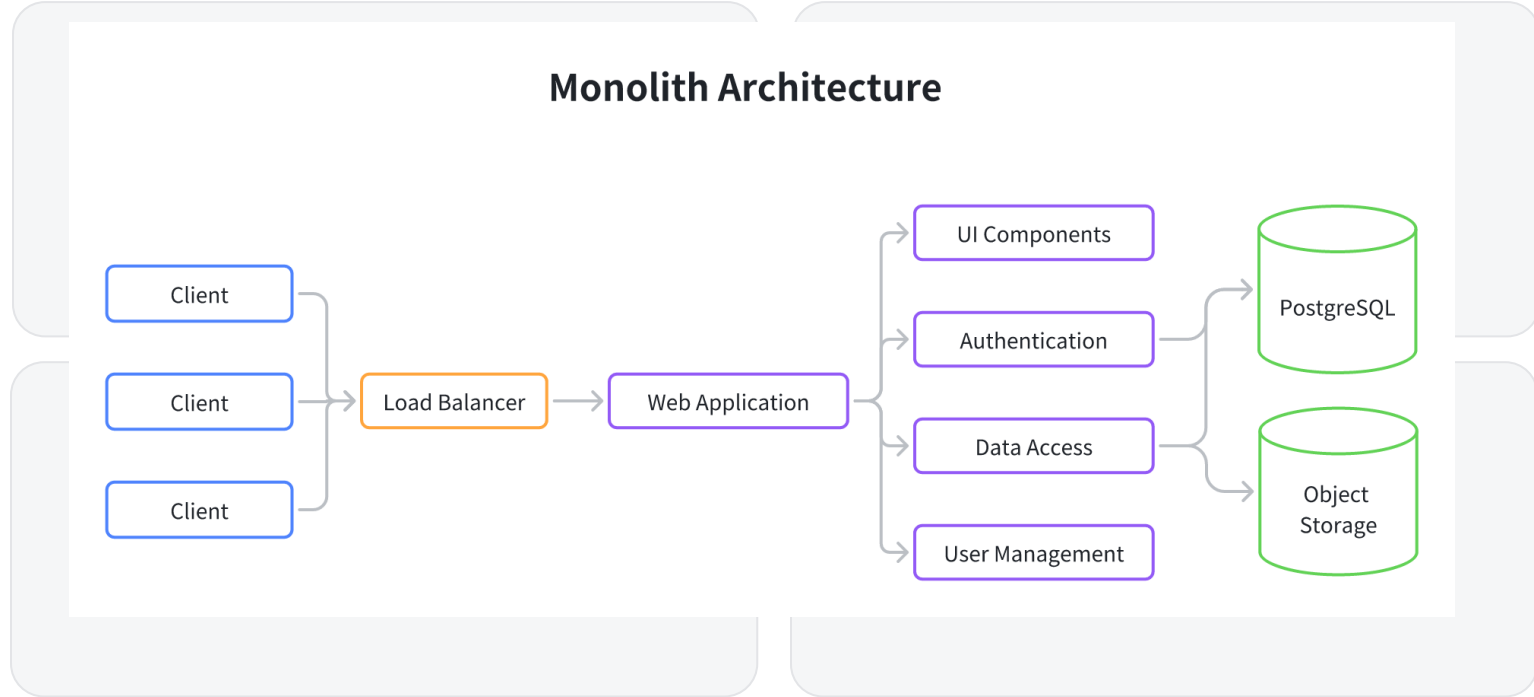 Monolith Architecture
Client
Client
Client
Load Balancer
Web Application
UI Components
Authentication
Data Access
User Management
PostgreSQL
Object
Storage